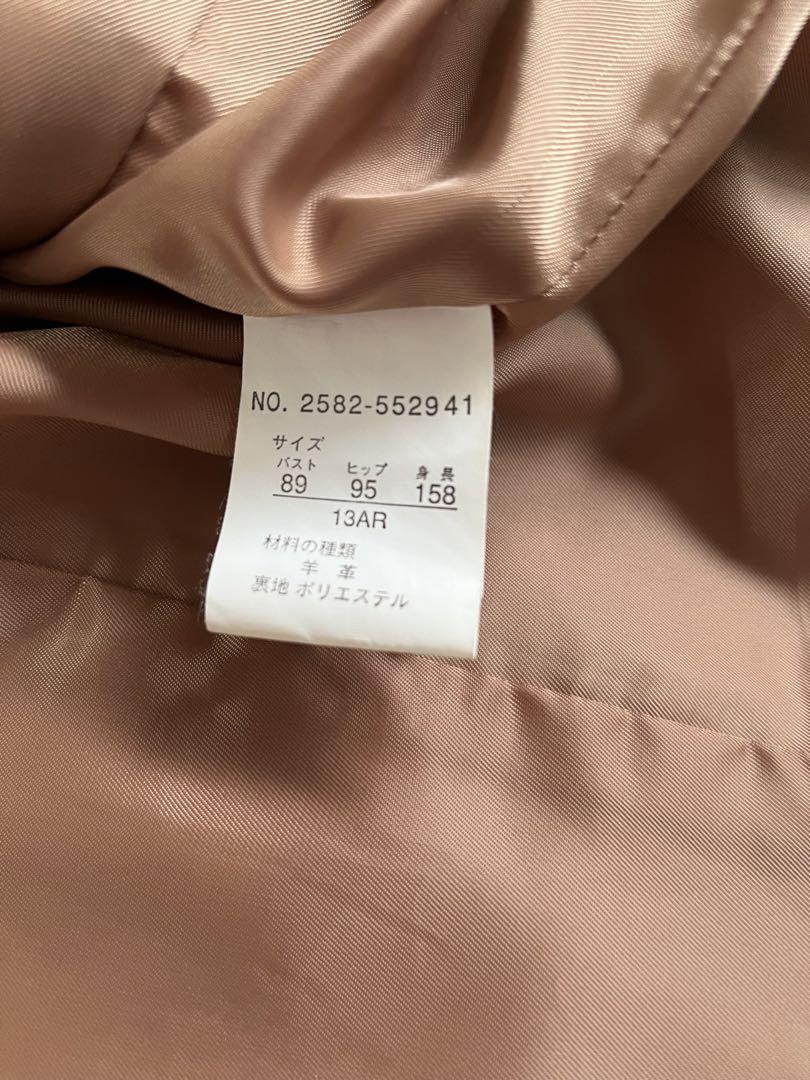 NO. 2582-552941
サイズ
バスト ヒップ 身長
89 95 158
13AR
材料の種類
羊革
裏地 ポリエステル